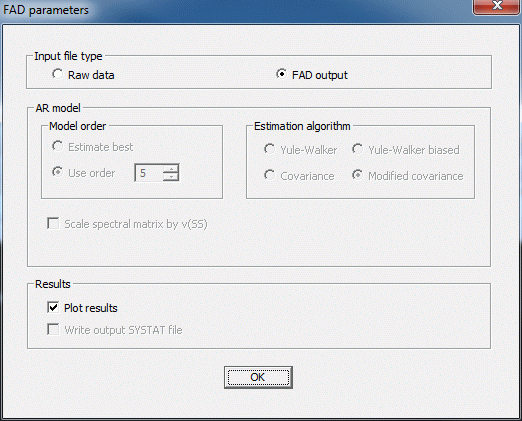 FAD parameters
Input file type
Raw data
FAD output
AR model
Model order
Estimate best
Use order 5
Estimation algorithm
Yule-Walker
Yule-Walker biased
Covariance
Modified covariance
Scale spectral matrix by v(SS)
Results
Plot results
Write output SYSTAT file
OK